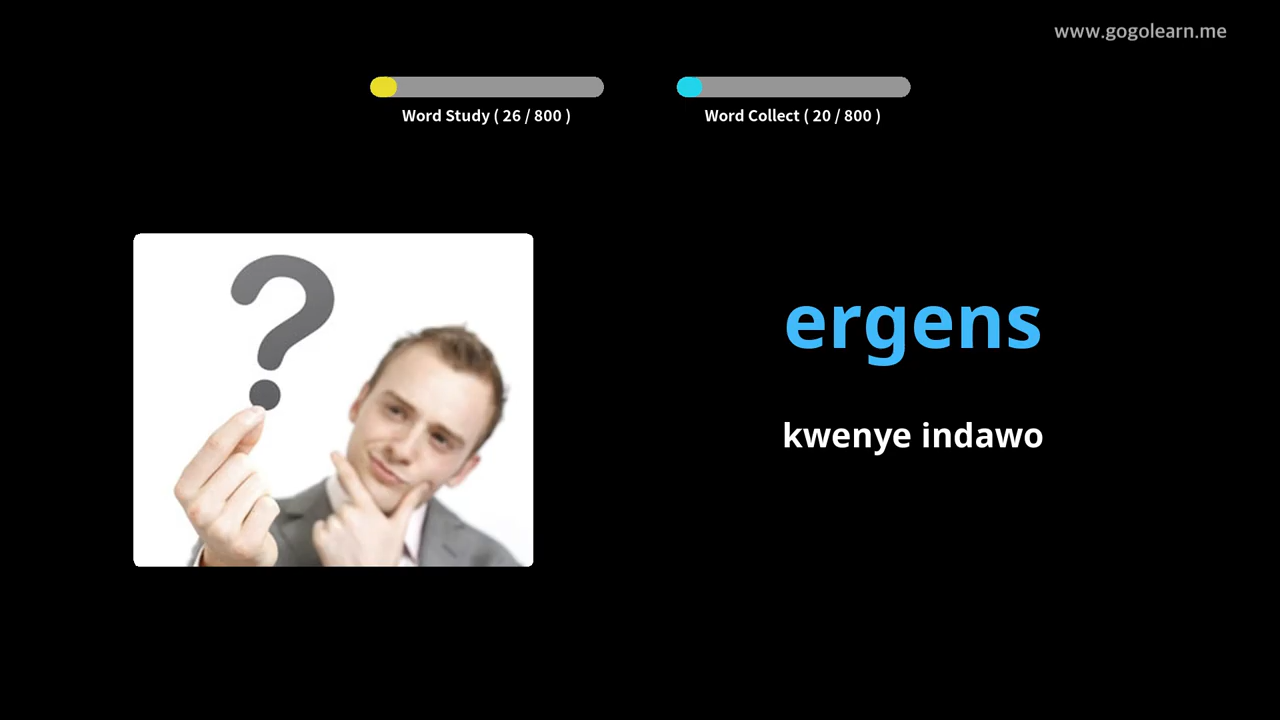 www.gogolearn.me
Word Study ( 26 / 800 )
Word Collect ( 20 / 800 )
?
ergens
kwenye indawo